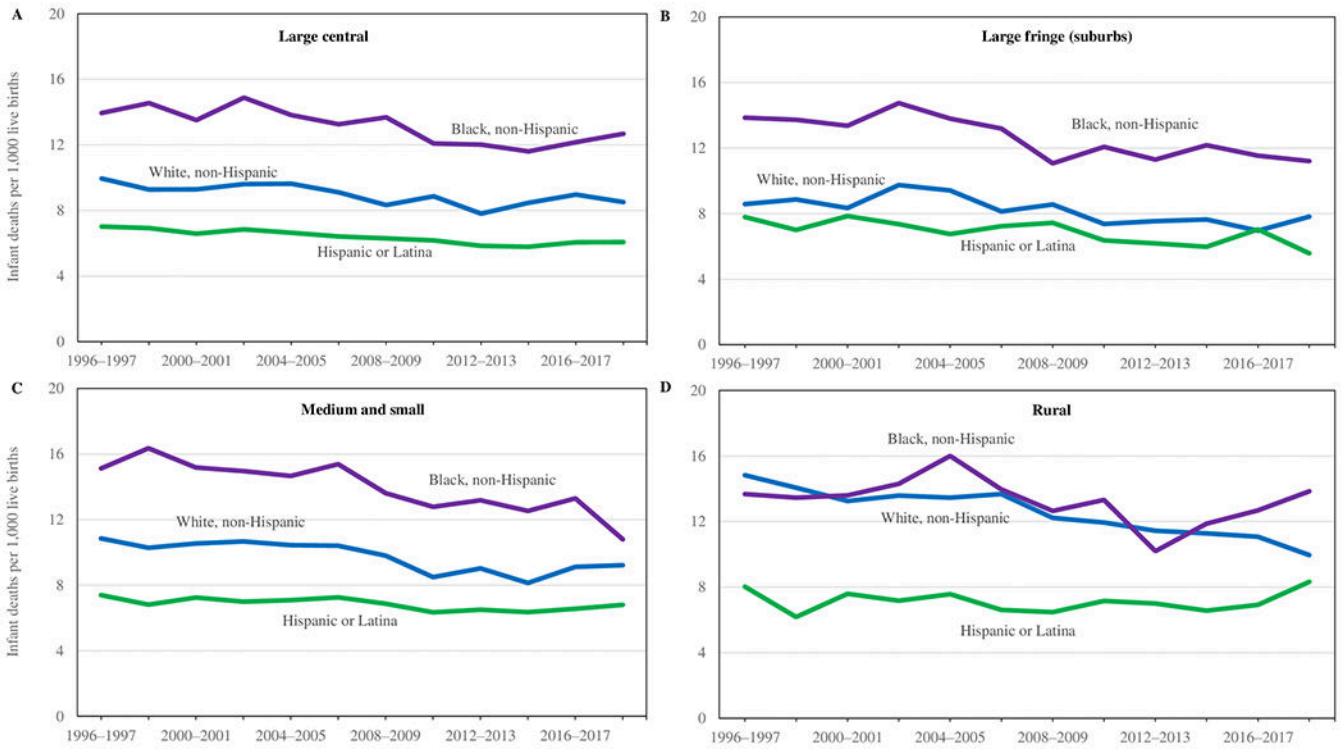 A
Large central
Infant deaths per 1,000 live births
20
16
12
8
4
0
Black, non-Hispanic
White, non-Hispanic
Hispanic or Latina
1996–1997
2000–2001
2004–2005
2008–2009
2012–2013
2016–2017
B
Large fringe (suburbs)
20
16
12
8
4
0
Black, non-Hispanic
White, non-Hispanic
Hispanic or Latina
1996–1997
2000–2001
2004–2005
2008–2009
2012–2013
2016–2017
C
Medium and small
Infant deaths per 1,000 live births
20
16
12
8
4
0
Black, non-Hispanic
White, non-Hispanic
Hispanic or Latina
1996–1997
2000–2001
2004–2005
2008–2009
2012–2013
2016–2017
D
Rural
20
16
12
8
4
0
Black, non-Hispanic
White, non-Hispanic
Hispanic or Latina
1996–1997
2000–2001
2004–2005
2008–2009
2012–2013
2016–2017